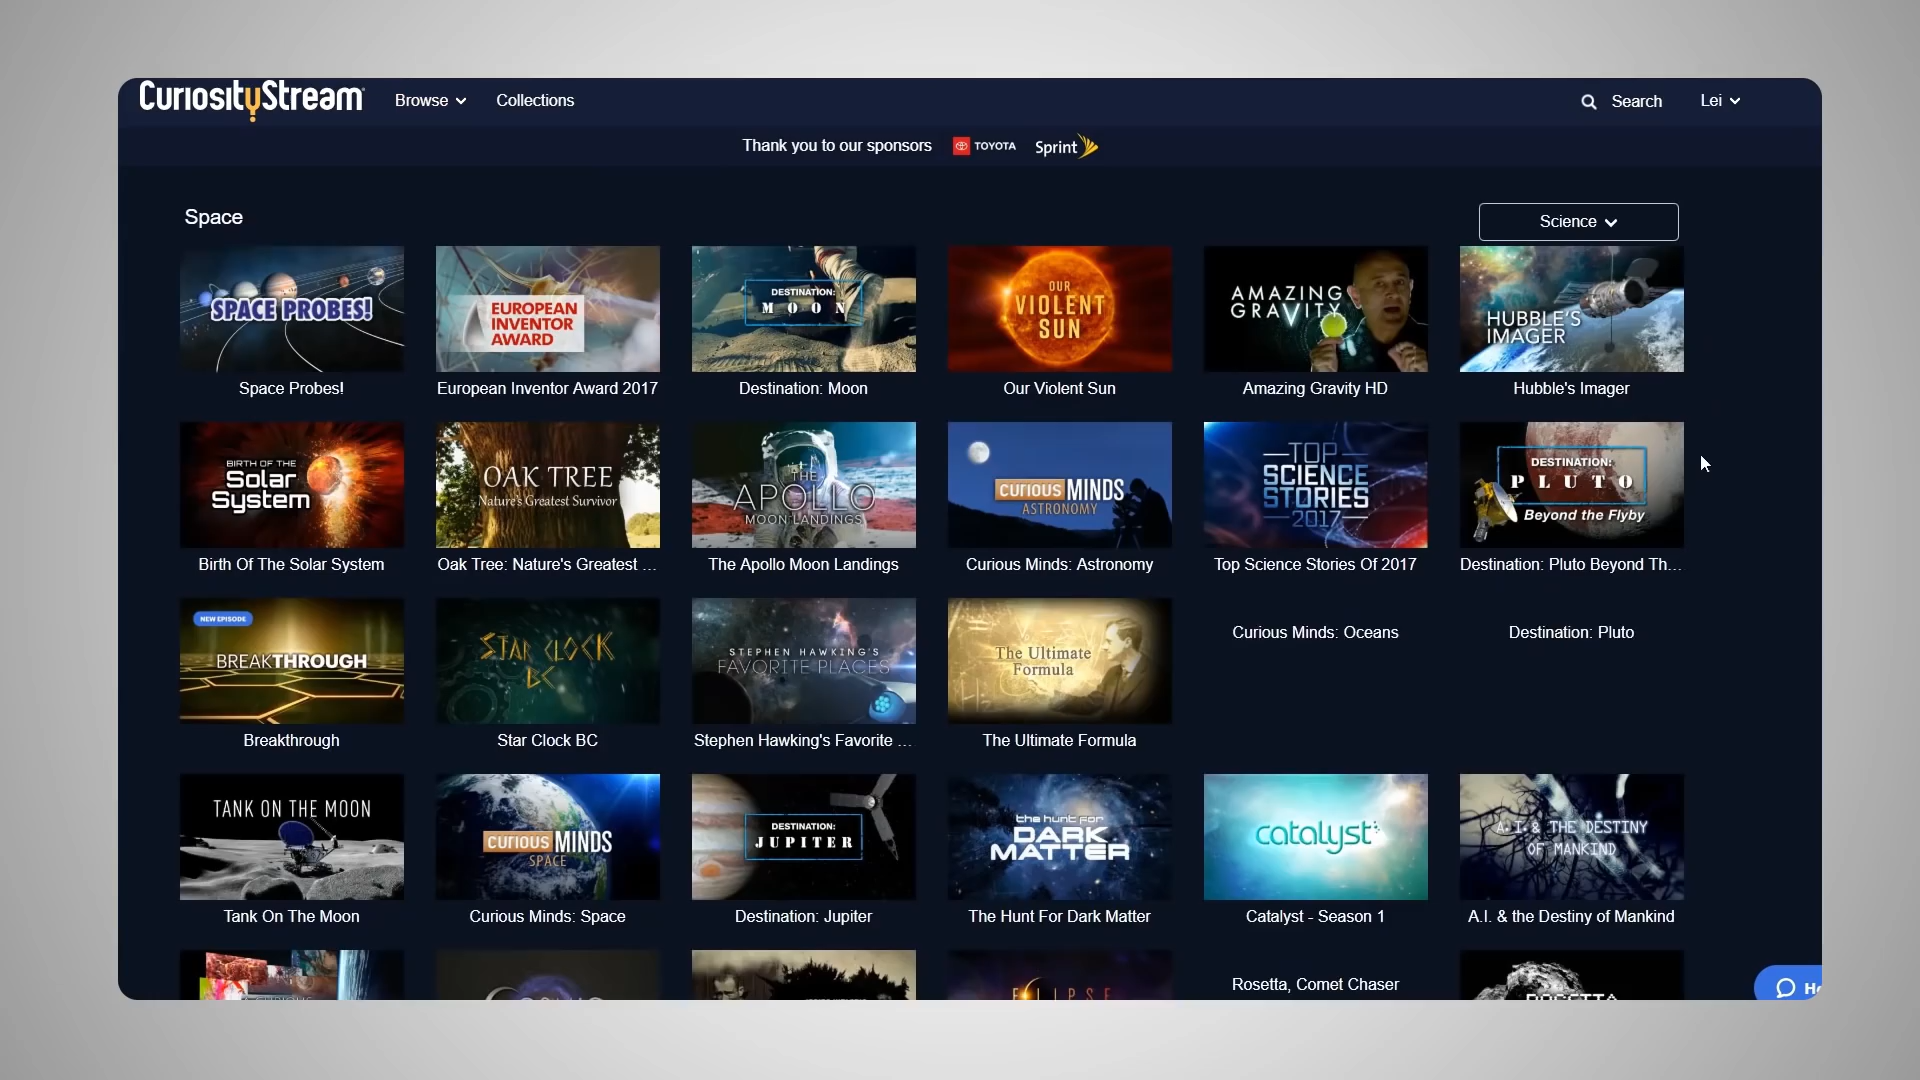 CuriosityStream
Browse
Collections
Search
Lei
Thank you to our sponsors
TOYOTA
Sprint
Space
Science
SPACE PROBES!
EUROPEAN
INVENTOR
AWARD
DESTINATION:
MOON
OUR
VIOLENT
SUN
AMAZING
GRAVITY
HUBBLE'S
IMAGER
Space Probes!
European Inventor Award 2017
Destination: Moon
Our Violent Sun
Amazing Gravity HD
Hubble's Imager
BIRTH OF THE
Solar
System
OAK TREE
Nature's Greatest Survivor
THE
APOLLO
MOON LANDINGS
CURIOUS MINDS
ASTRONOMY
TOP
SCIENCE
STORIES
2017
DESTINATION:
PLUTO
Beyond the Flyby
Birth Of The Solar System
Oak Tree: Nature's Greatest ...
The Apollo Moon Landings
Curious Minds: Astronomy
Top Science Stories Of 2017
Destination: Pluto Beyond Th...
NEW EPISODE
BREAKTHROUGH
STAR CLOCK
BC
STEPHEN HAWKING'S
FAVORITE PLACES
The Ultimate
Formula
Curious Minds: Oceans
Destination: Pluto
Breakthrough
Star Clock BC
Stephen Hawking's Favorite ...
The Ultimate Formula
TANK ON THE MOON
CURIOUS MINDS
SPACE
DESTINATION:
JUPITER
the hunt for
DARK
MATTER
catalyst
A.I. & THE DESTINY
OF MANKIND
Tank On The Moon
Curious Minds: Space
Destination: Jupiter
The Hunt For Dark Matter
Catalyst - Season 1
A.I. & the Destiny of Mankind
ECLIPSE
Rosetta, Comet Chaser
ROSETTA